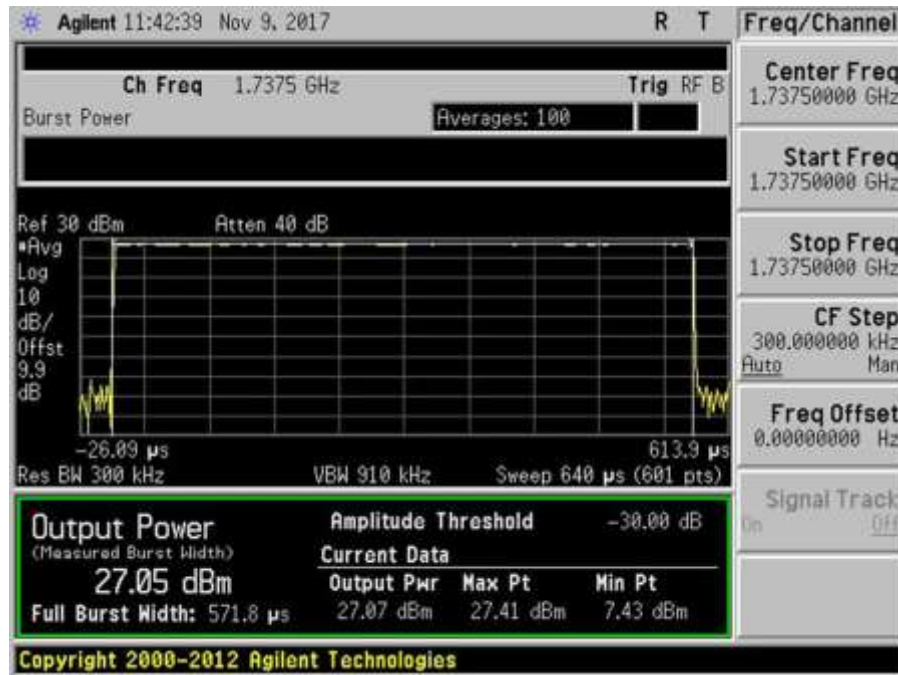 Agilent 11:42:39 Nov 9, 2017 R T
Freq/Channel
Ch Freq 1.7375 GHz Trig RF B
Burst Power Averages: 100
Center Freq
1.73750000 GHz
Start Freq
1.73750000 GHz
Stop Freq
1.73750000 GHz
CF Step
300.000000 kHz
Auto Man
Freq Offset
0.00000000 Hz
Signal Track
On Off
Ref 30 dBm Atten 40 dB
*Avg
Log
10
dB/
Offst
9.9
dB
-26.09 µs 613.9 µs
Res BW 300 kHz VBW 910 kHz Sweep 640 µs (601 pts)
Output Power
(Measured Burst Width)
27.05 dBm
Full Burst Width: 571.8 µs
Amplitude Threshold -30.00 dB
Current Data
Output Pwr Max Pt Min Pt
27.07 dBm 27.41 dBm 7.43 dBm
Copyright 2000-2012 Agilent Technologies